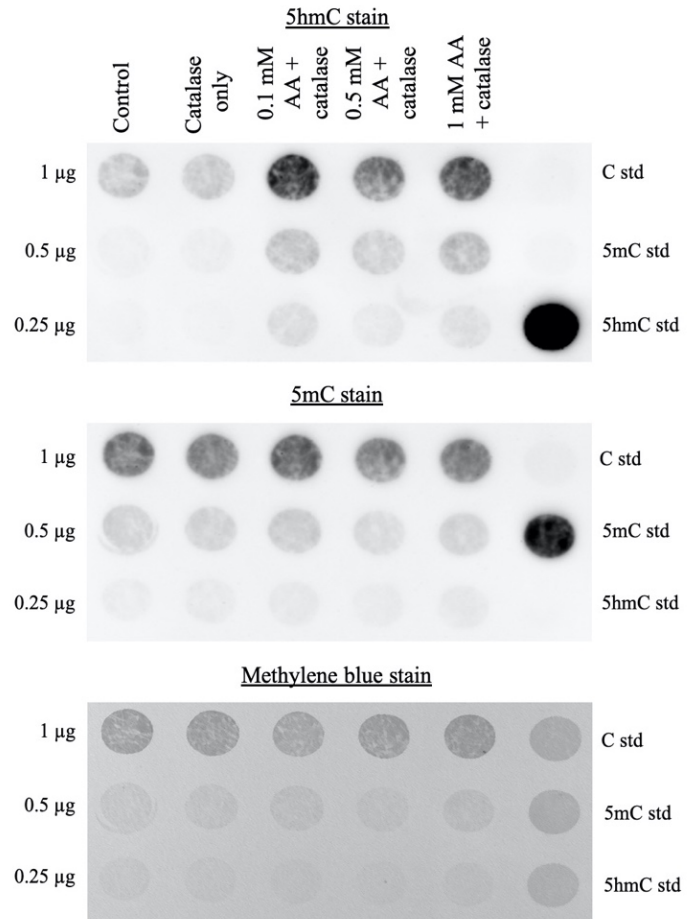 5hmC stain
Control
Catalase
only
0.1 mM
AA +
catalase
0.5 mM
AA +
catalase
1 mM AA
+ catalase
1 µg
C std
0.5 µg
5mC std
0.25 µg
5hmC std
5mC stain
1 µg
C std
0.5 µg
5mC std
0.25 µg
5hmC std
Methylene blue stain
1 µg
C std
0.5 µg
5mC std
0.25 µg
5hmC std